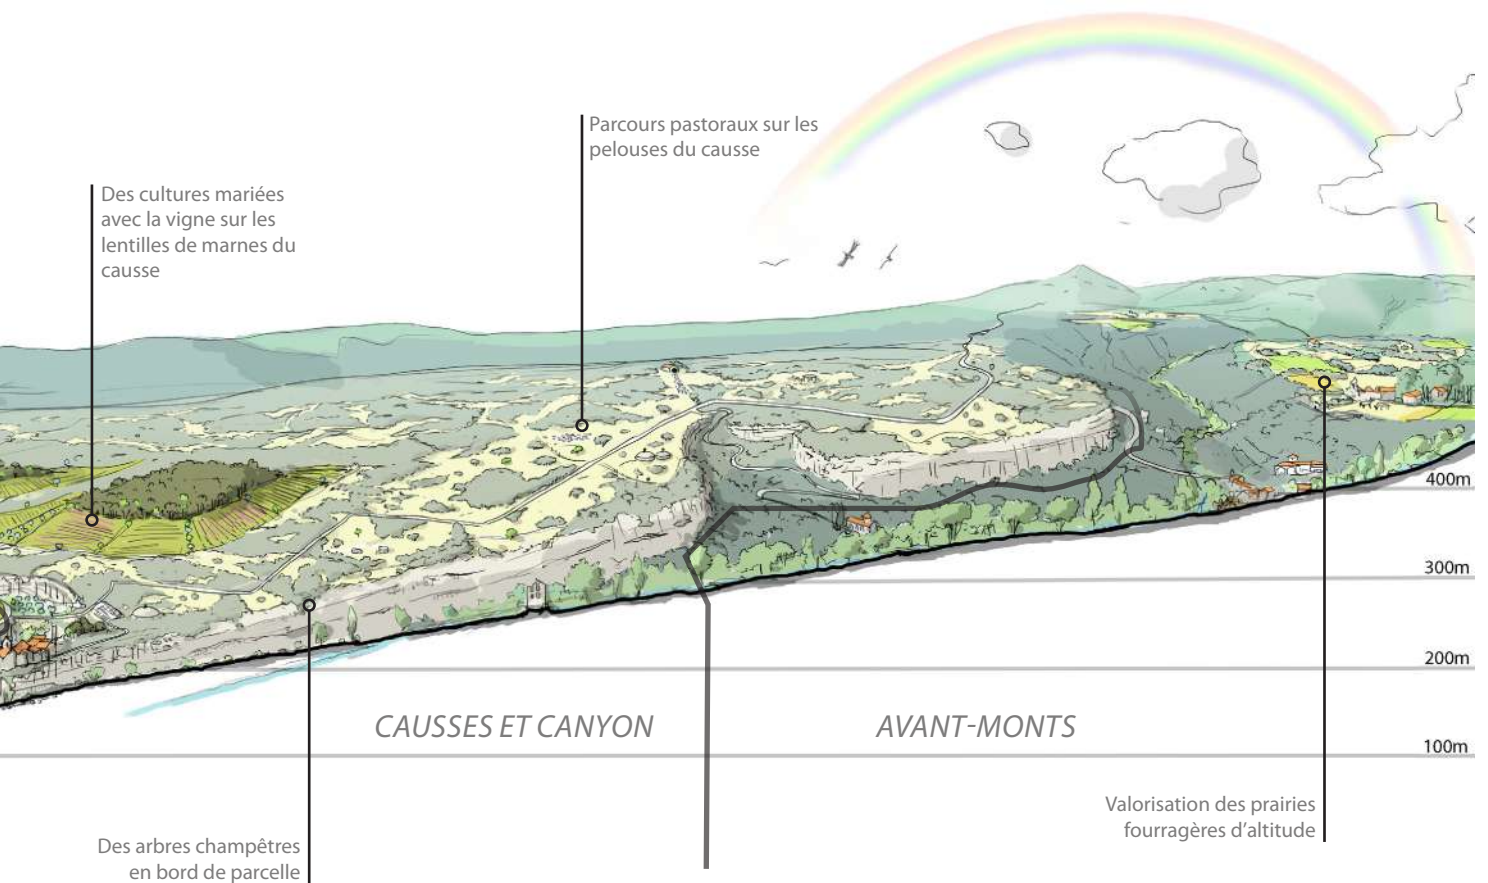 Parcours pastoraux sur les
pelouses du causse
Des cultures mariées
avec la vigne sur les
lentilles de marnes du
causse
400m
300m
200m
CAUSSES ET CANYON
AVANT-MONTS
100m
Valorisation des prairies
fourragères d'altitude
Des arbres champêtres
en bord de parcelle